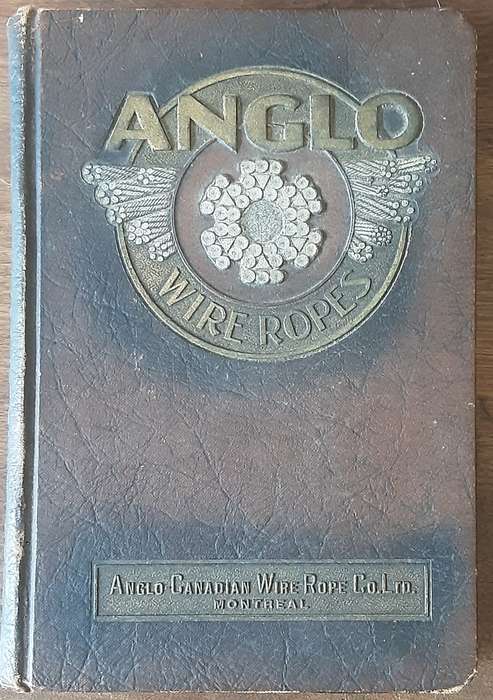 ANGLO
WIRE ROPES
ANGLO CANADIAN WIRE ROPE CO. LTD.
MONTREAL